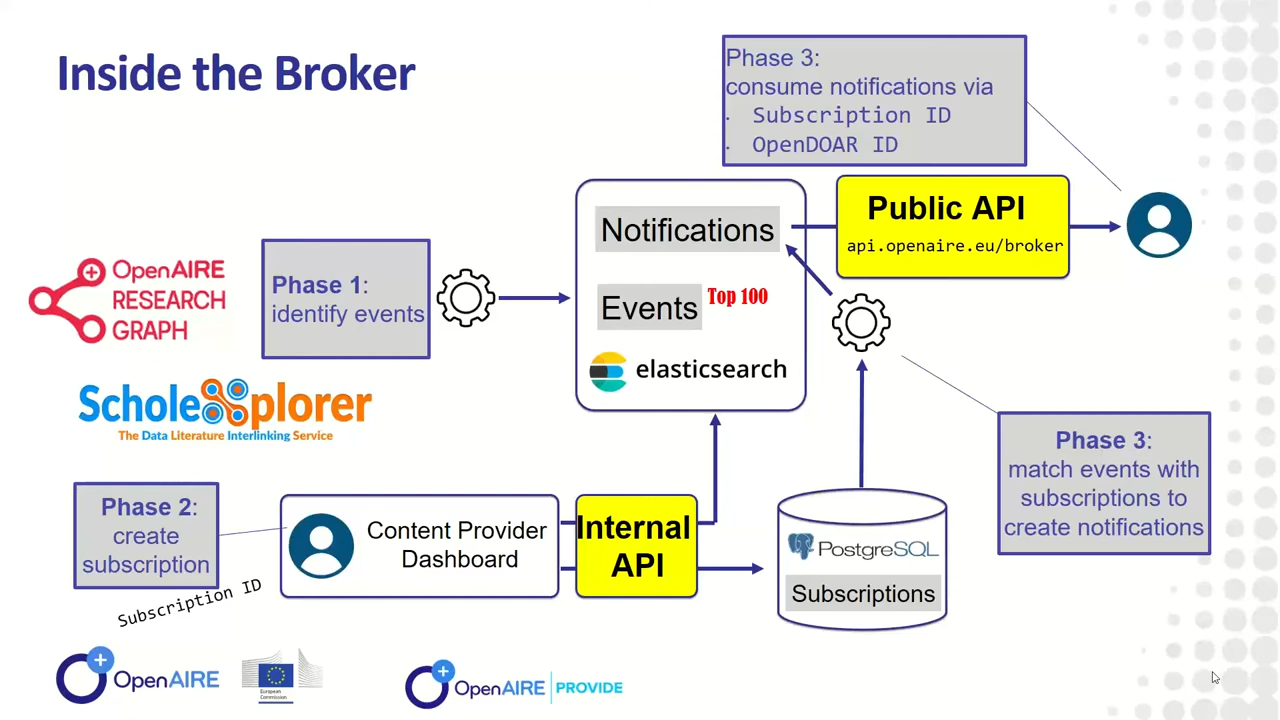 Inside the Broker
Phase 3:
consume notifications via
· Subscription ID
· OpenDOAR ID
Notifications
Events
Top 100
elasticsearch
Public API
api.openaire.eu/broker
OpenAIRE
RESEARCH
GRAPH
Phase 1:
identify events
Scholexplorer
The Data Literature Interlinking Service
Phase 2:
create
subscription
Subscription ID
Content Provider
Dashboard
Internal
API
PostgreSQL
Subscriptions
Phase 3:
match events with
subscriptions to
create notifications
OpenAIRE
European
Commission
OpenAIRE PROVIDE